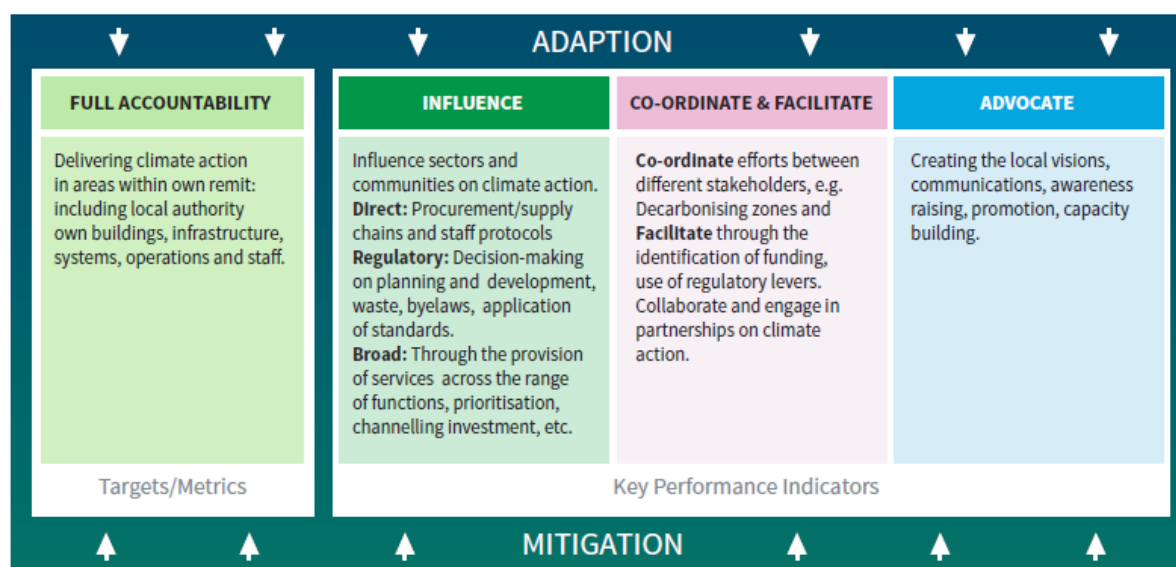 ADAPTION
FULL ACCOUNTABILITY
Delivering climate action
in areas within own remit:
including local authority
own buildings, infrastructure,
systems, operations and staff.
Targets/Metrics
INFLUENCE
Influence sectors and
communities on climate action.
Direct: Procurement/supply
chains and staff protocols
Regulatory: Decision-making
on planning and development,
waste, byelaws, application
of standards.
Broad: Through the provision
of services across the range
of functions, prioritisation,
channelling investment, etc.
CO-ORDINATE & FACILITATE
Co-ordinate efforts between
different stakeholders, e.g.
Decarbonising zones and
Facilitate through the
identification of funding,
use of regulatory levers.
Collaborate and engage in
partnerships on climate
action.
ADVOCATE
Creating the local visions,
communications, awareness
raising, promotion, capacity
building.
Key Performance Indicators
MITIGATION